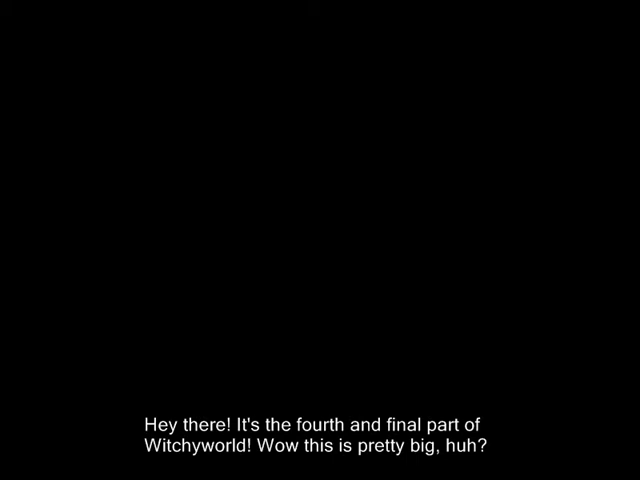 Hey there! It's the fourth and final part of
Witchyworld! Wow this is pretty big, huh?